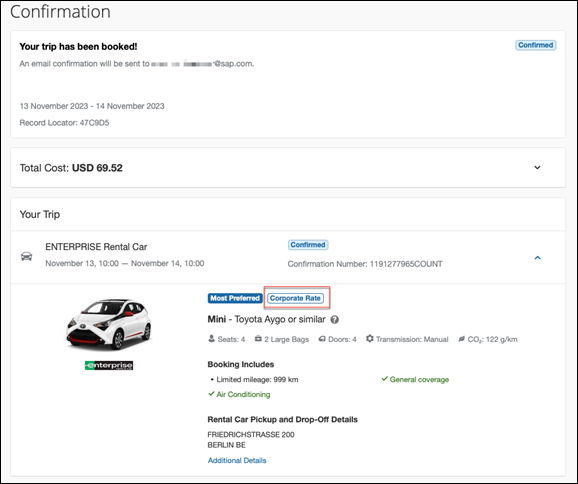 Confirmation
Your trip has been booked!
Confirmed
An email confirmation will be sent to @sap.com.
13 November 2023 - 14 November 2023
Record Locator: 47C9D5
Total Cost: USD 69.52
Your Trip
ENTERPRISE Rental Car
Confirmed
November 13, 10:00 — November 14, 10:00
Confirmation Number: 1191277965COUNT
Most Preferred
Corporate Rate
Mini - Toyota Aygo or similar ?
Seats: 4 2 Large Bags Doors: 4 Transmission: Manual CO₂: 122 g/km
enterprise
Booking Includes
• Limited mileage: 999 km
General coverage
Air Conditioning
Rental Car Pickup and Drop-Off Details
FRIEDRICHSTRASSE 200
BERLIN BE
Additional Details